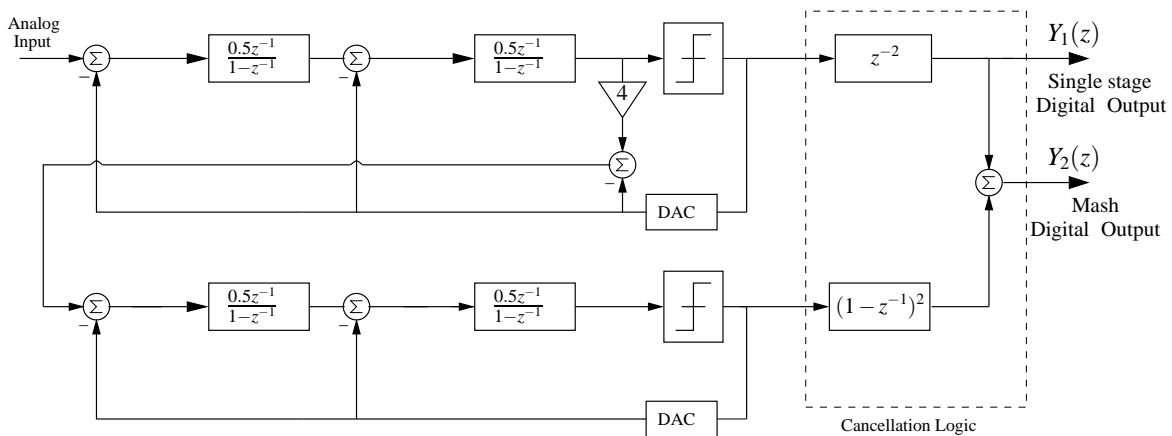 Analog
Input
Σ
−
0.5z⁻¹
1−z⁻¹
Σ
−
0.5z⁻¹
1−z⁻¹
4
Σ
−
DAC
z⁻²
Y₁(z)
Single stage
Digital Output
Σ
Y₂(z)
Mash
Digital Output
Σ
−
0.5z⁻¹
1−z⁻¹
Σ
−
0.5z⁻¹
1−z⁻¹
DAC
(1−z⁻¹)²
Cancellation Logic